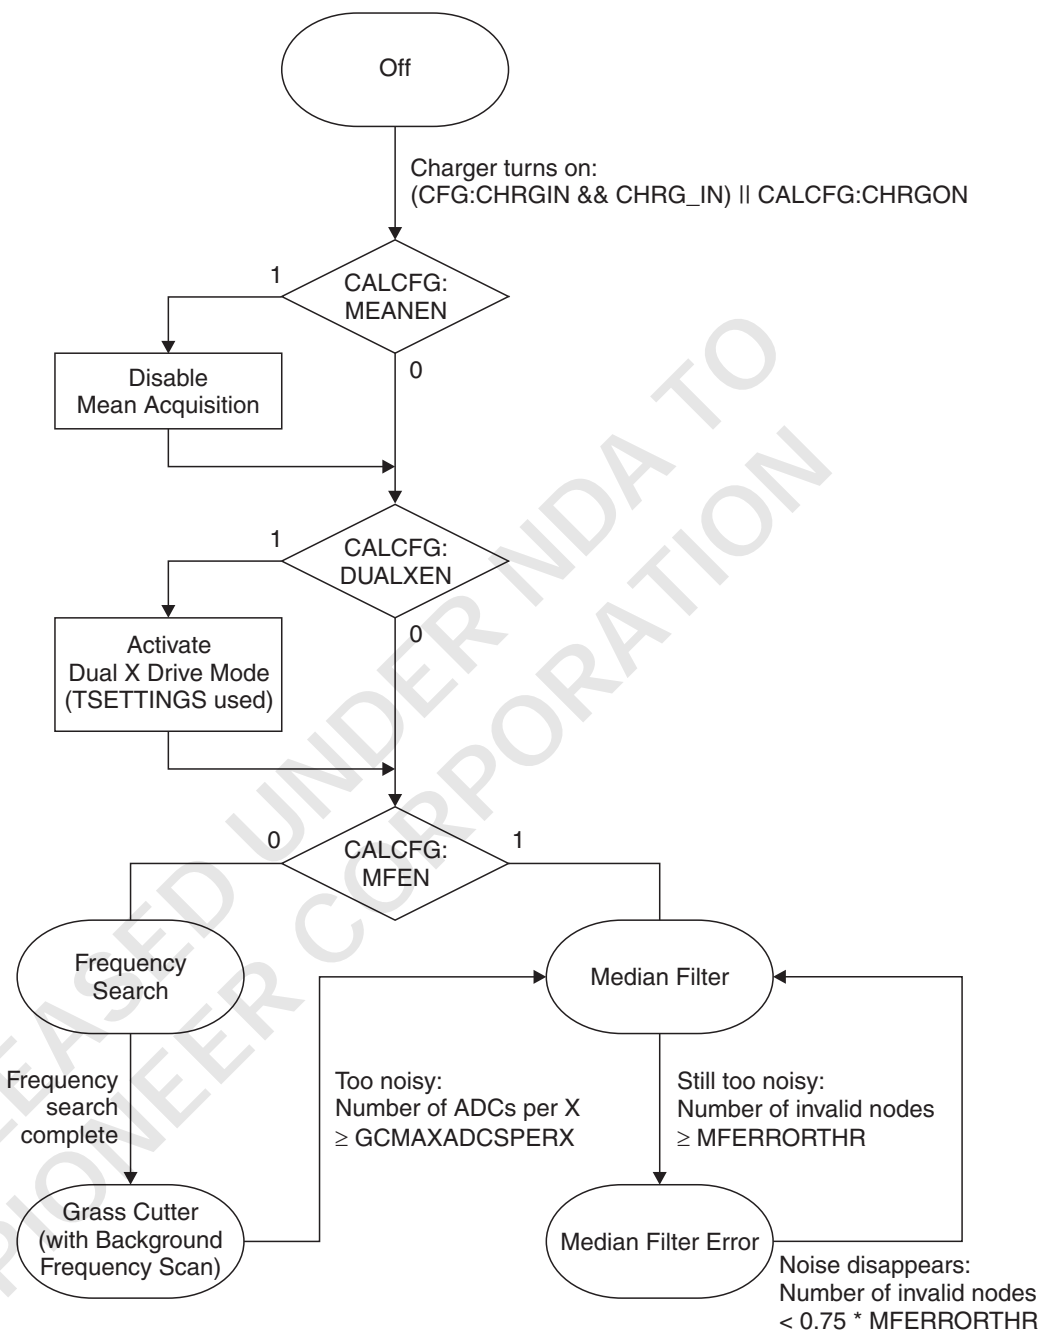 Off
Charger turns on:
(CFG:CHRGIN && CHRG_IN) || CALCFG:CHRGON
1
CALCFG:
MEANEN
0
Disable
Mean Acquisition
1
CALCFG:
DUALXEN
0
Activate
Dual X Drive Mode
(TSETTINGS used)
0
CALCFG:
MFEN
1
Frequency
Search
Median Filter
Frequency
search
complete
Too noisy:
Number of ADCs per X
≥ GCMAXADCSPERX
Still too noisy:
Number of invalid nodes
≥ MFERRORTHR
Grass Cutter
(with Background
Frequency Scan)
Median Filter Error
Noise disappears:
Number of invalid nodes
< 0.75 * MFERRORTHR
UNDER NDA TO
PIONEER CORPORATION